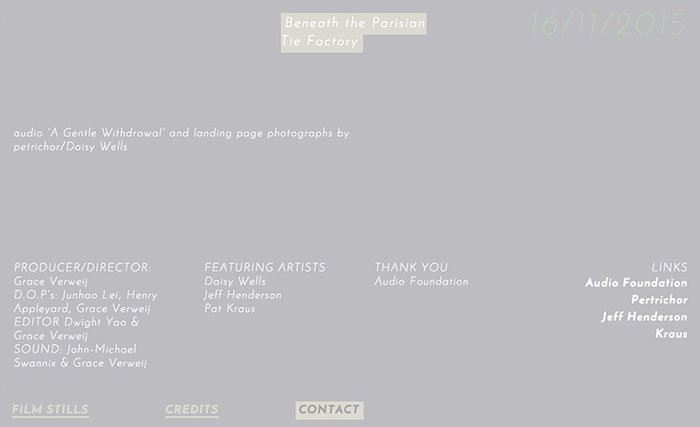 Beneath the Parisian
Tie Factory
16/11/2015
audio 'A Gentle Withdrawal' and landing page photographs by
petrichor/Daisy Wells
PRODUCER/DIRECTOR:
Grace Verweij
D.O.P's: Junhao Lei, Henry
Appleyard, Grace Verweij
EDITOR Dwight Yao &
Grace Verweij
SOUND: John-Michael
Swannix & Grace Verweij
FEATURING ARTISTS
Daisy Wells
Jeff Henderson
Pat Kraus
THANK YOU
Audio Foundation
LINKS
Audio Foundation
Pertrichor
Jeff Henderson
Kraus
FILM STILLS
CREDITS
CONTACT